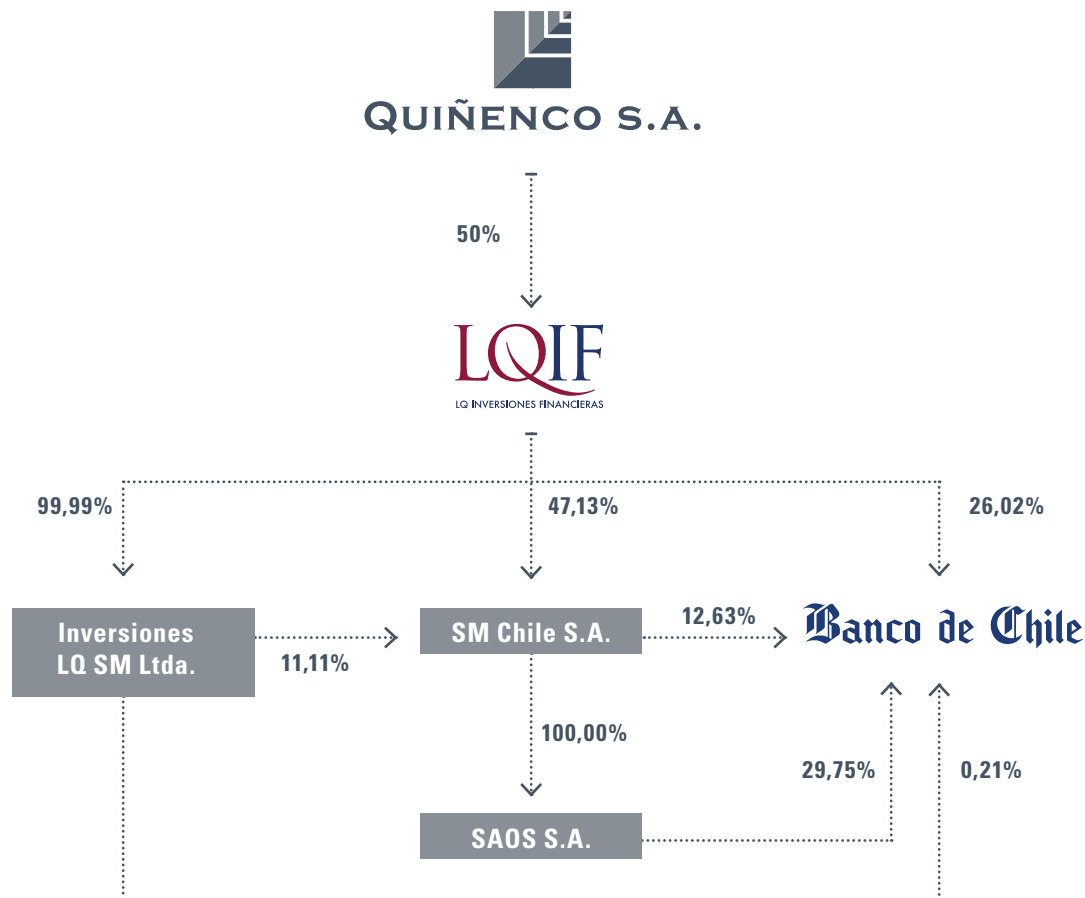 QUIÑENCO S.A.
50%
LQIF
LQ INVERSIONES FINANCIERAS
99,99%
47,13%
26,02%
Inversiones
LQ SM Ltda.
11,11%
SM Chile S.A.
12,63%
Banco de Chile
100,00%
29,75%
0,21%
SAOS S.A.